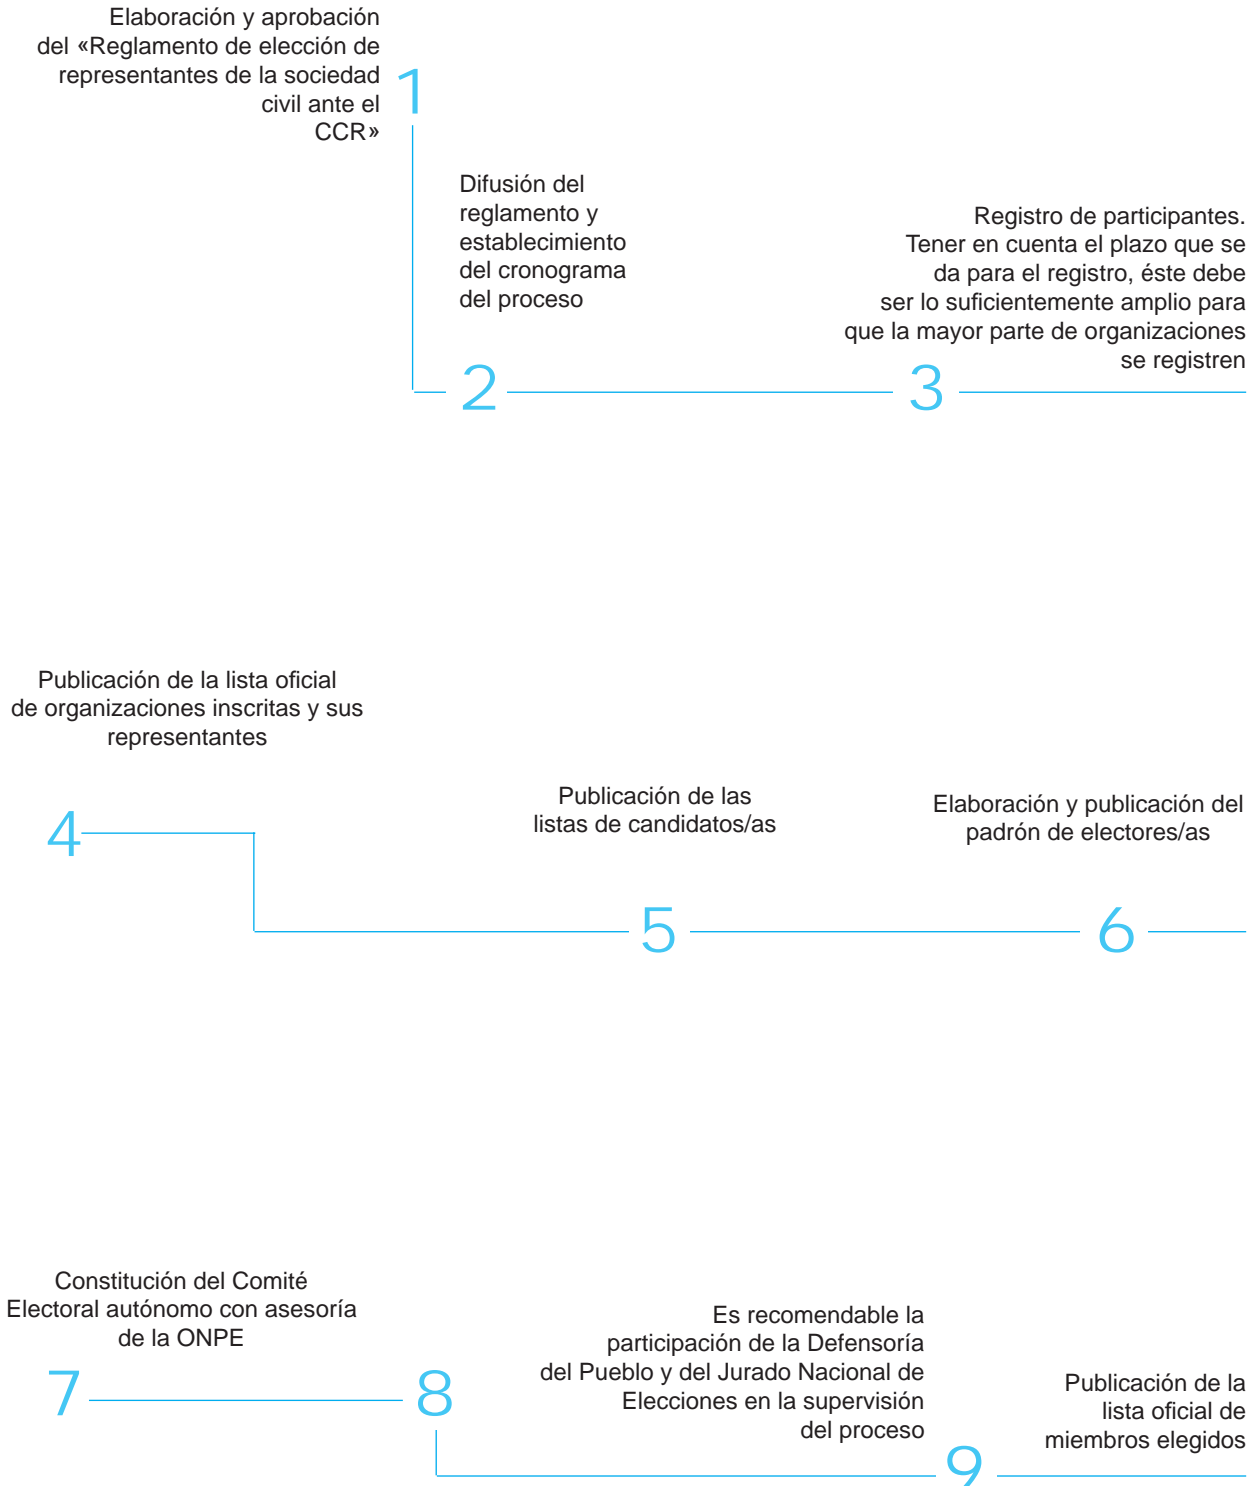 Elaboración y aprobación
del «Reglamento de elección de
representantes de la sociedad
civil ante el
CCR»
1
Difusión del
reglamento y
establecimiento
del cronograma
del proceso
2
Registro de participantes.
Tener en cuenta el plazo que se
da para el registro, éste debe
ser lo suficientemente amplio para
que la mayor parte de organizaciones
se registren
3
Publicación de la lista oficial
de organizaciones inscritas y sus
representantes
4
Publicación de las
listas de candidatos/as
5
Elaboración y publicación del
padrón de electores/as
6
Constitución del Comité
Electoral autónomo con asesoría
de la ONPE
7
8
Es recomendable la
participación de la Defensoría
del Pueblo y del Jurado Nacional de
Elecciones en la supervisión
del proceso
9
Publicación de la
lista oficial de
miembros elegidos